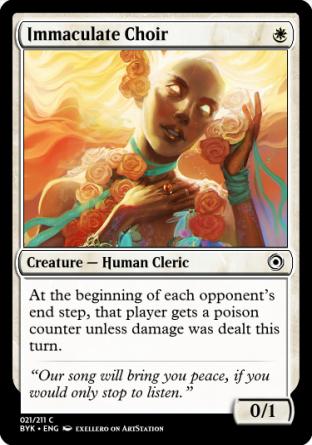 Immaculate Choir
Creature — Human Cleric
At the beginning of each opponent's
end step, that player gets a poison
counter unless damage was dealt this
turn.
“Our song will bring you peace, if you
would only stop to listen.”
0/1
021/211 C
BYK • ENG EXELLERO ON ARTSTATION